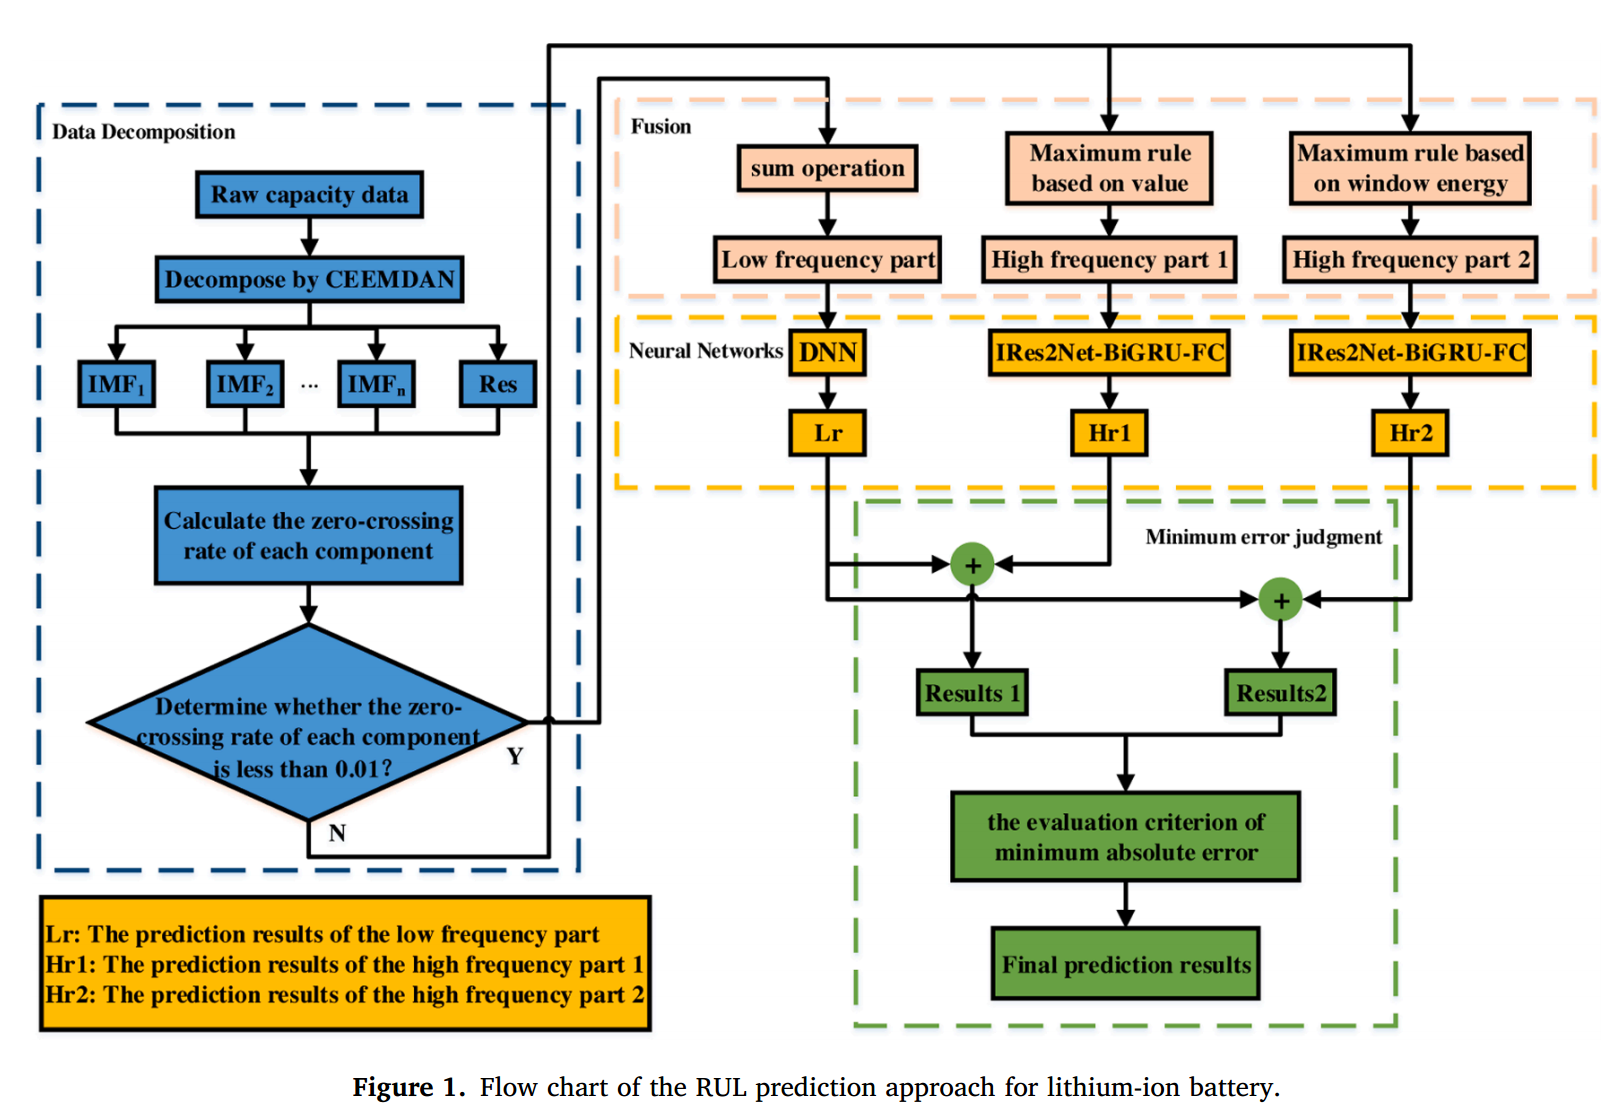 Data Decomposition
Raw capacity data
Decompose by CEEMDAN
IMF1
IMF2
...
IMFn
Res
Calculate the zero-crossing
rate of each component
Determine whether the zero-
crossing rate of each component
is less than 0.01?
Y
N
Fusion
sum operation
Maximum rule
based on value
Maximum rule based
on window energy
Low frequency part
High frequency part 1
High frequency part 2
Neural Networks
DNN
IRes2Net-BiGRU-FC
IRes2Net-BiGRU-FC
Lr
Hr1
Hr2
Minimum error judgment
+
+
Results 1
Results2
the evaluation criterion of
minimum absolute error
Final prediction results
Lr: The prediction results of the low frequency part
Hr1: The prediction results of the high frequency part 1
Hr2: The prediction results of the high frequency part 2
Figure 1. Flow chart of the RUL prediction approach for lithium-ion battery.